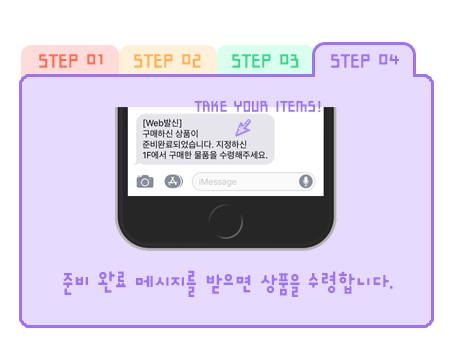 STEP 01 STEP 02 STEP 03 STEP 04
TAKE YOUR ITEMS!
[Web발신]
구매하신 상품이
준비완료되었습니다. 지정하신
1F에서 구매한 물품을 수령해주세요.
iMessage
준비 완료 메시지를 받으면 상품을 수령합니다.